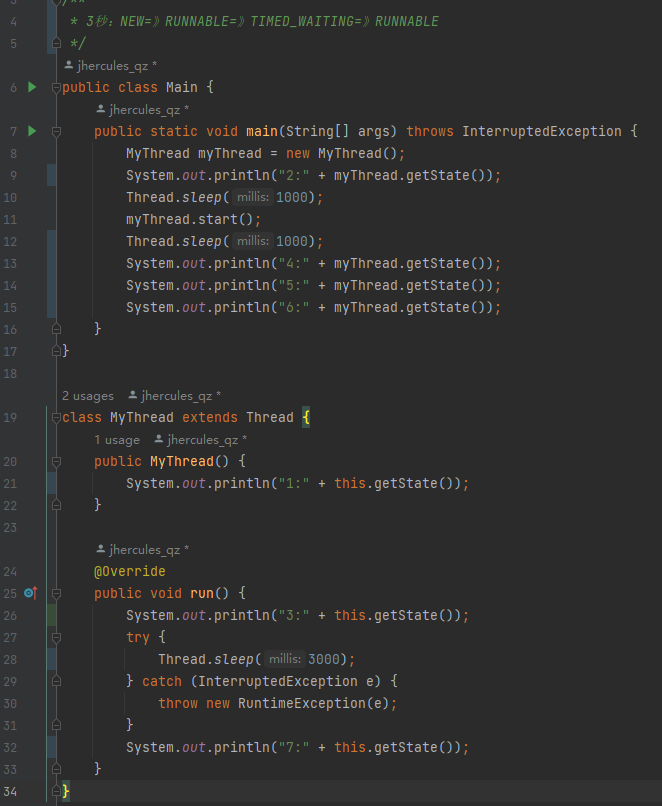 3 /**
4 * 3秒：NEW=》RUNNABLE=》TIMED_WAITING=》RUNNABLE
5 */
jhercules_qz *
6 public class Main {
jhercules_qz *
7 public static void main(String[] args) throws InterruptedException {
8 MyThread myThread = new MyThread();
9 System.out.println("2:" + myThread.getState());
10 Thread.sleep( millis: 1000);
11 myThread.start();
12 Thread.sleep( millis: 1000);
13 System.out.println("4:" + myThread.getState());
14 System.out.println("5:" + myThread.getState());
15 System.out.println("6:" + myThread.getState());
16 }
17 }
18
2 usages jhercules_qz *
19 class MyThread extends Thread {
1 usage jhercules_qz *
20 public MyThread() {
21 System.out.println("1:" + this.getState());
22 }
23
jhercules_qz *
24 @Override
25 public void run() {
26 System.out.println("3:" + this.getState());
27 try {
28 Thread.sleep( millis: 3000);
29 } catch (InterruptedException e) {
30 throw new RuntimeException(e);
31 }
32 System.out.println("7:" + this.getState());
33 }
34 }